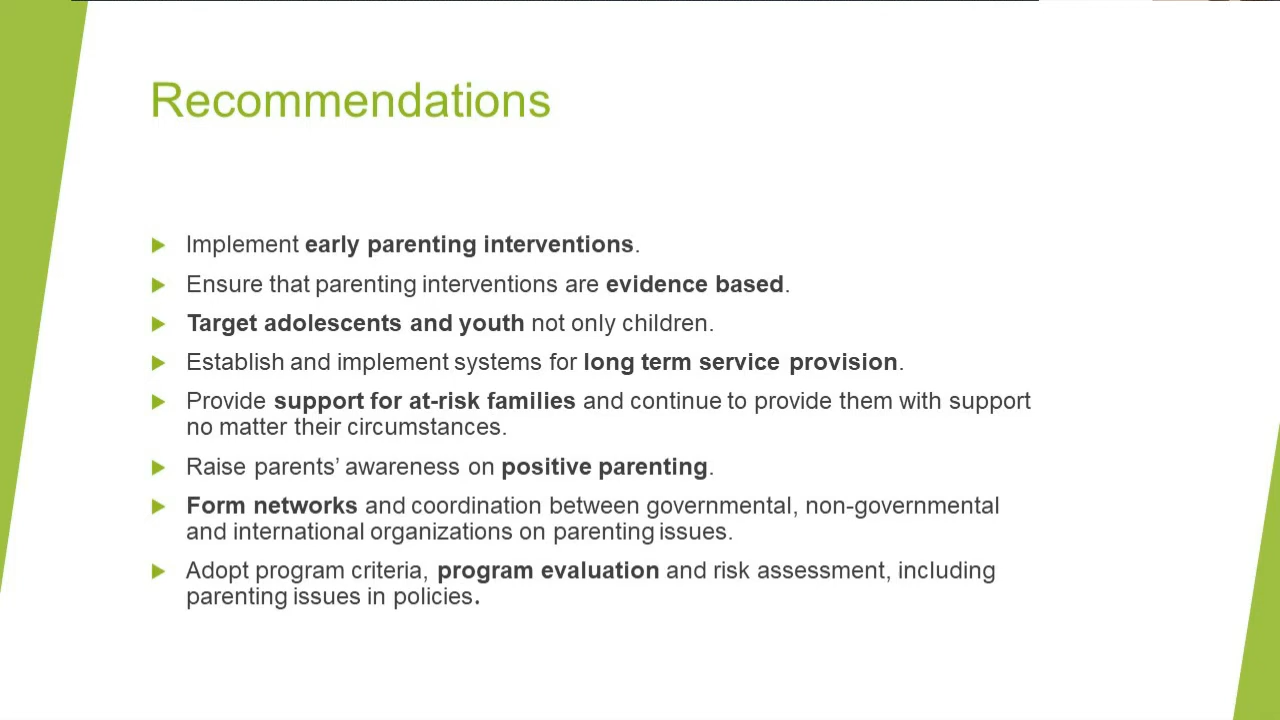 Recommendations
Implement early parenting interventions.
Ensure that parenting interventions are evidence based.
Target adolescents and youth not only children.
Establish and implement systems for long term service provision.
Provide support for at-risk families and continue to provide them with support
no matter their circumstances.
Raise parents’ awareness on positive parenting.
Form networks and coordination between governmental, non-governmental
and international organizations on parenting issues.
Adopt program criteria, program evaluation and risk assessment, including
parenting issues in policies.